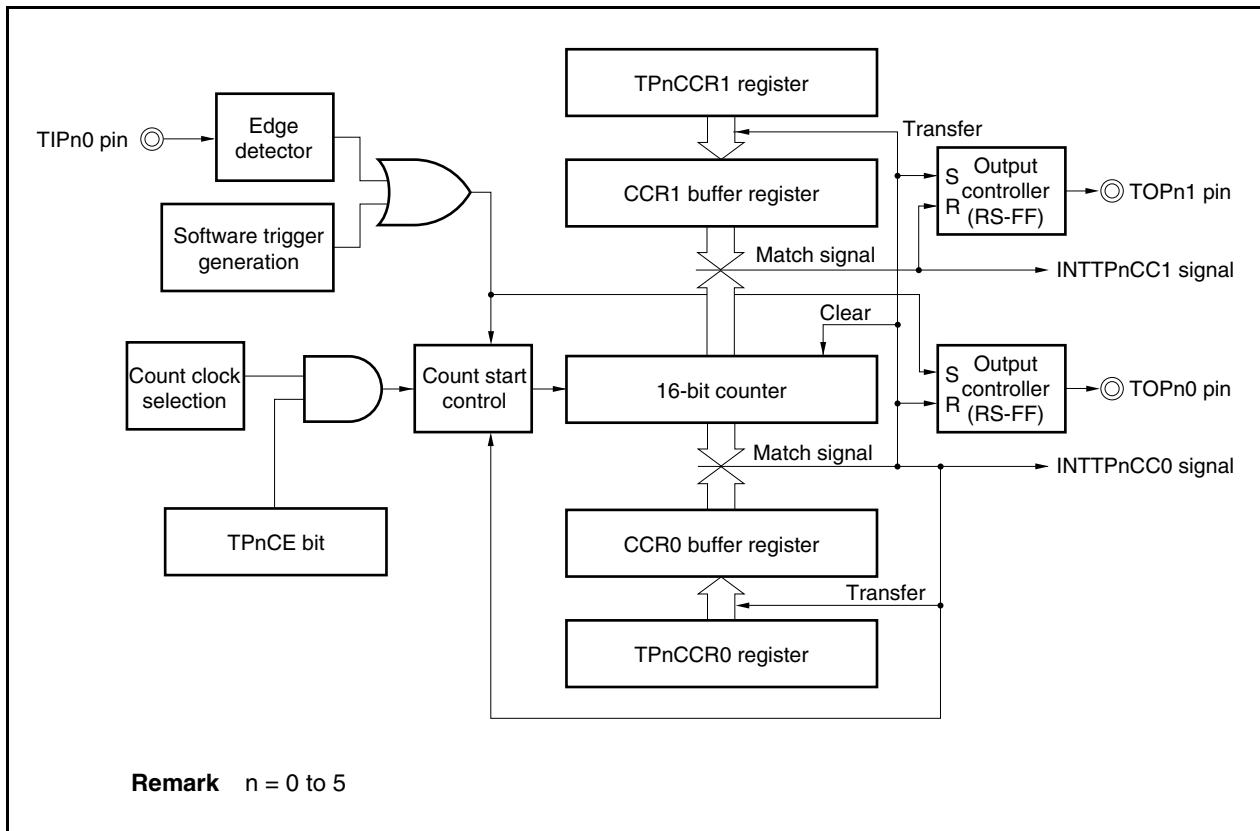 TPnCCR1 register
TIPn0 pin
Edge
detector
Transfer
CCR1 buffer register
S
R
Output
controller
(RS-FF)
TOPn1 pin
Software trigger
generation
Match signal
INTTPnCC1 signal
Clear
Count clock
selection
Count start
control
16-bit counter
S
R
Output
controller
(RS-FF)
TOPn0 pin
Match signal
INTTPnCC0 signal
TPnCE bit
CCR0 buffer register
Transfer
TPnCCR0 register
Remark n = 0 to 5